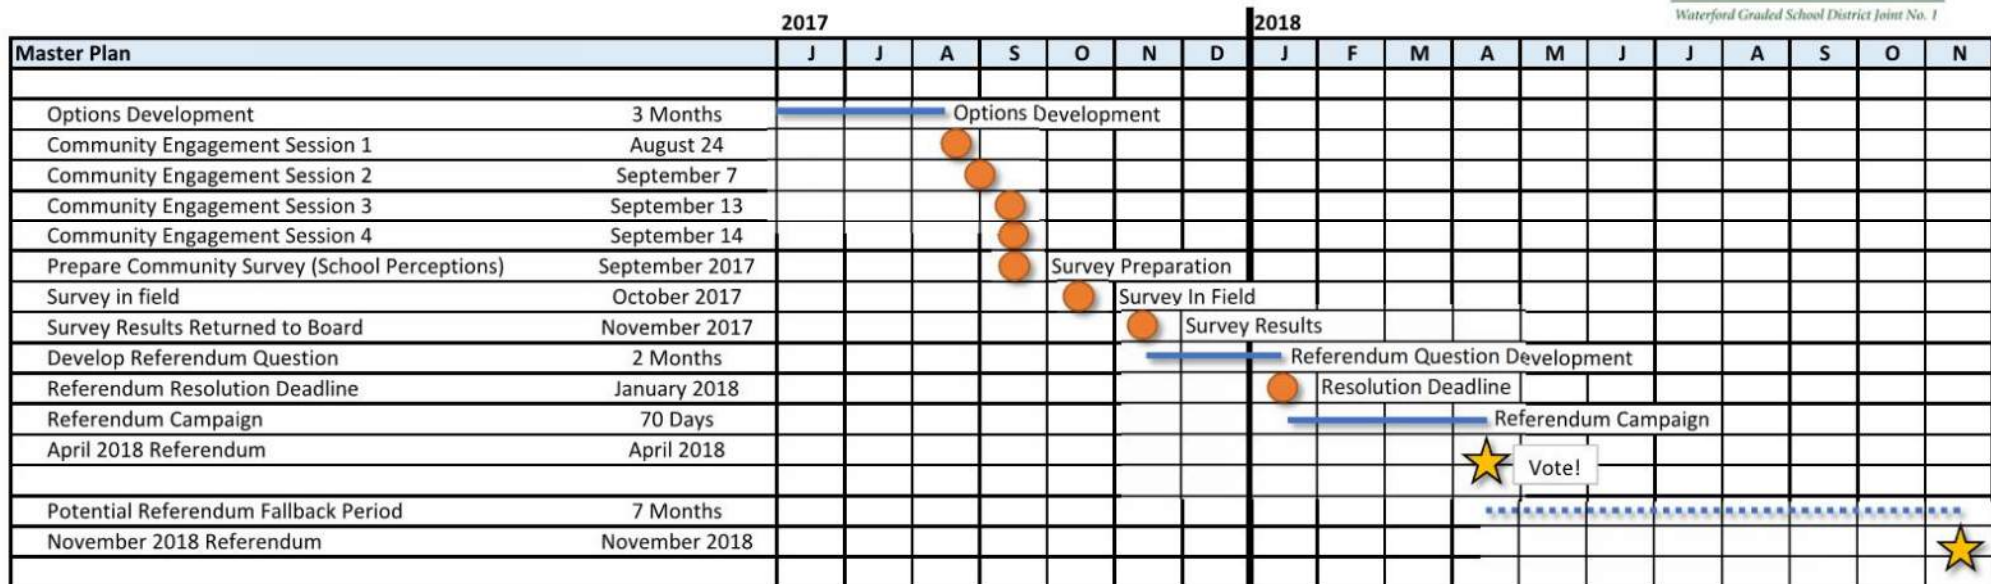 Waterford Graded School District Joint No. 1
2017 2018
Master Plan J J A S O N D J F M A M J J A S O N
Options Development 3 Months Options Development
Community Engagement Session 1 August 24
Community Engagement Session 2 September 7
Community Engagement Session 3 September 13
Community Engagement Session 4 September 14
Prepare Community Survey (School Perceptions) September 2017 Survey Preparation
Survey in field October 2017 Survey In Field
Survey Results Returned to Board November 2017 Survey Results
Develop Referendum Question 2 Months Referendum Question Development
Referendum Resolution Deadline January 2018 Resolution Deadline
Referendum Campaign 70 Days Referendum Campaign
April 2018 Referendum April 2018
Vote!
Potential Referendum Fallback Period 7 Months
November 2018 Referendum November 2018